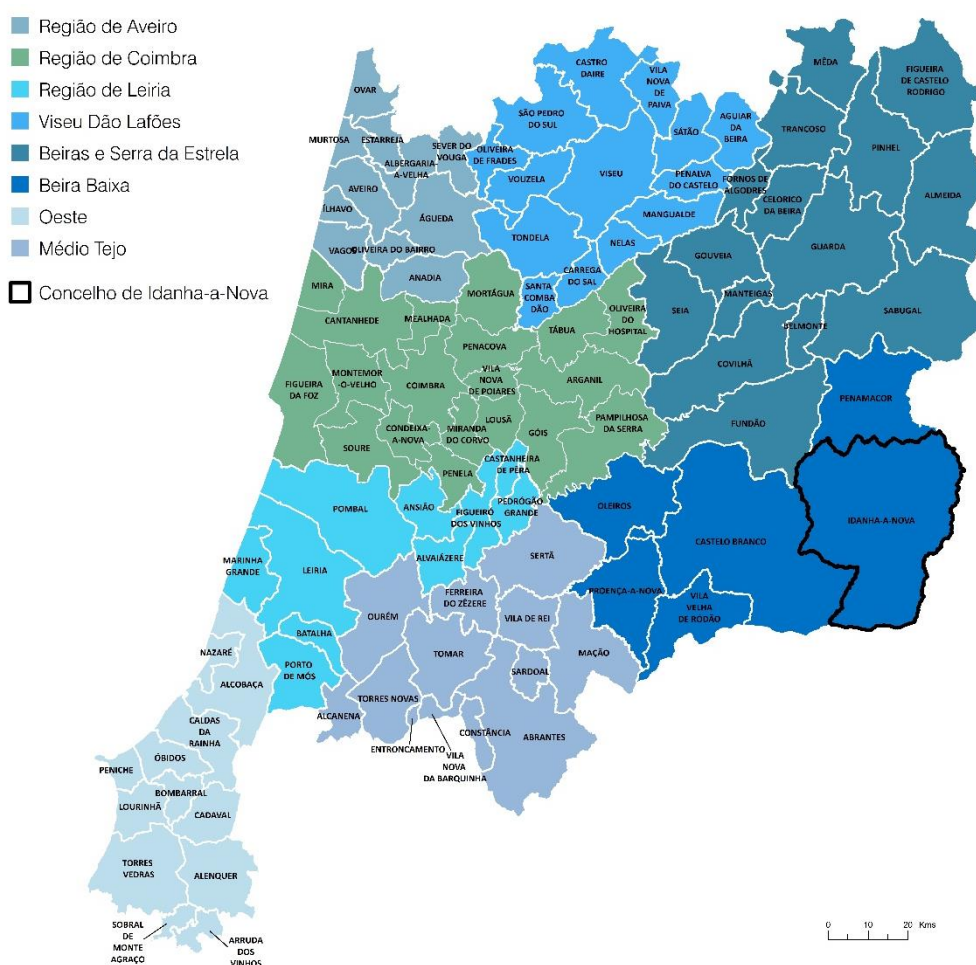 Região de Aveiro
Região de Coimbra
Região de Leiria
Viseu Dão Lafões
Beiras e Serra da Estrela
Beira Baixa
Oeste
Médio Tejo
Concelho de Idanha-a-Nova
OVAR
MURTOSA
ESTARREJA
ALBERGARIA
A-VELHA
SEVER DO
VOUGA
AVEIRO
ÍLHAVO
ÁGUEDA
VAGOS
OLIVEIRA DO BAIRRO
ANADIA
CASTRO
DAIRE
VILA
NOVA
DE
PAIVA
SÃO PEDRO
DO SUL
OLIVEIRA
DE FRADES
VOUZELA
VISEU
SÁTÃO
AGUIAR
DA
BEIRA
PENALVA
DO CASTELO
MANGUALDE
TONDELA
NELAS
CARREGA
DO SAL
SANTA
COMBA
DÃO
MÊDA
FIGUEIRA
DE CASTELO
RODRIGO
TRANCOSO
PINHEL
FORNOS DE
ALGODRES
CELORICO
DA BEIRA
ALMEIDA
GUARDA
GOUVEIA
MANTEIGAS
SEIA
BELMONTE
SABUGAL
COVILHÃ
FUNDÃO
MIRA
CANTANHEDE
MEALHADA
MORTÁGUA
PENACOVA
TÁBUA
OLIVEIRA
DO
HOSPITAL
FIGUEIRA
DA FOZ
MONTEMOR
-O-VELHO
COIMBRA
VILA
NOVA
DE POIARES
ARGANIL
LOUSÃ
PAMPILHOSA
DA SERRA
SOURE
CONDEIXA-
A-NOVA
MIRANDA
DO CORVO
GÓIS
PENELA
CASTANHEIRA
DE PÊRA
POMBAL
ANSIÃO
FIGUEIRÓ
DOS VINHOS
PEDRÓGÃO
GRANDE
ALVAIÁZERE
MARINHA
GRANDE
LEIRIA
BATALHA
PORTO
DE MÓS
PENAMACOR
IDANHA-A-NOVA
OLEIROS
CASTELO BRANCO
PROENÇA-A-NOVA
VILA
VELHA
DE RODÃO
SERTÃ
FERREIRA
DO ZÊZERE
OURÉM
VILA DE REI
TOMAR
MAÇÃO
SARDOAL
TORRES NOVAS
ALCANENA
ENTRONCAMENTO
VILA
NOVA
DA BARQUINHA
CONSTÂNCIA
ABRANTES
NAZARÉ
ALCOBAÇA
CALDAS
DA
RAINHA
ÓBIDOS
PENICHE
BOMBARRAL
LOURINHÃ
CADAVAL
TORRES
VEDRAS
ALENQUER
SOBRAL
DE
MONTE
AGRAÇO
ARRUDA
DOS
VINHOS
0 10 20 Kms